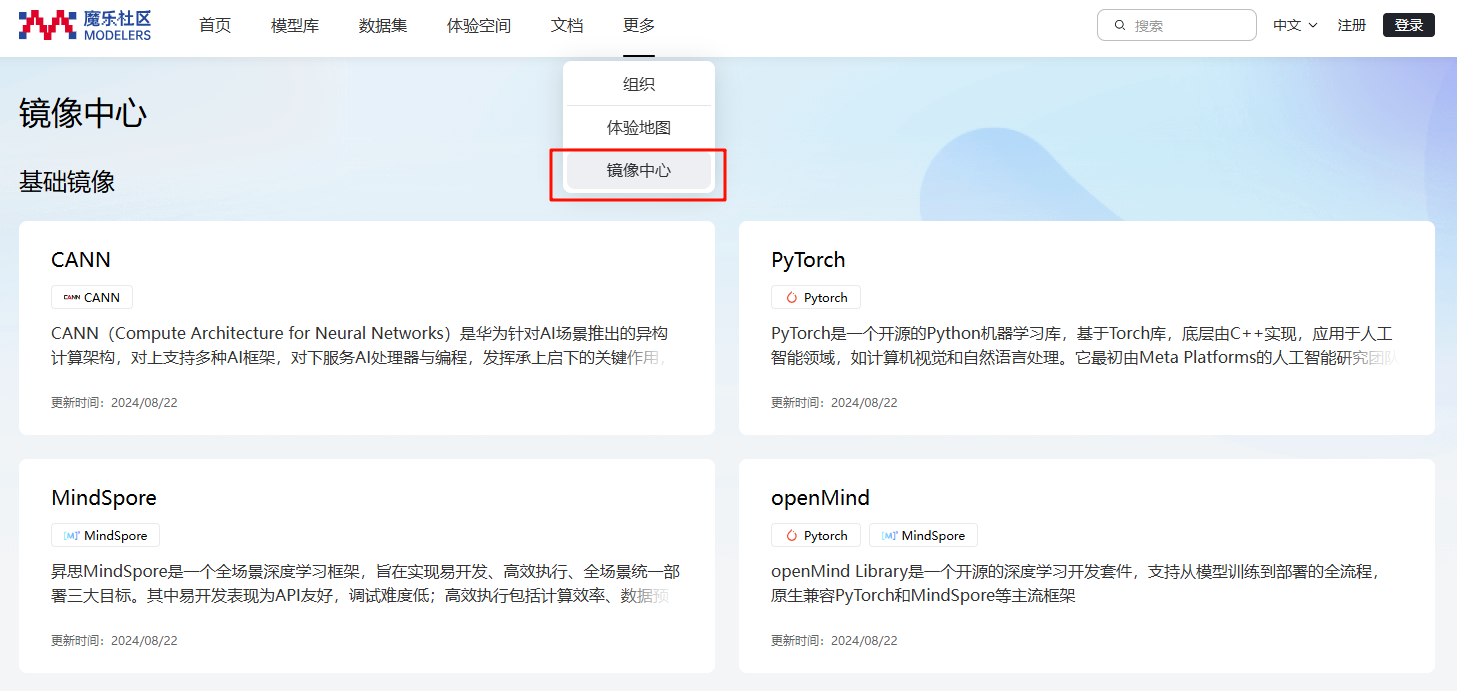 魔乐社区
MODELERS
首页 模型库 数据集 体验空间 文档 更多
搜索
中文 注册 登录
组织
体验地图
镜像中心
镜像中心
基础镜像
CANN
CANN CANN
CANN（Compute Architecture for Neural Networks）是华为针对AI场景推出的异构
计算架构，对上支持多种AI框架，对下服务AI处理器与编程，发挥承上启下的关键作用，
更新时间：2024/08/22
PyTorch
Pytorch
PyTorch是一个开源的Python机器学习库，基于Torch库，底层由C++实现，应用于人工
智能领域，如计算机视觉和自然语言处理。它最初由Meta Platforms的人工智能研究团队
更新时间：2024/08/22
MindSpore
[M]ˢ MindSpore
昇思MindSpore是一个全场景深度学习框架，旨在实现易开发、高效执行、全场景统一部
署三大目标。其中易开发表现为API友好，调试难度低；高效执行包括计算效率、数据预
更新时间：2024/08/22
openMind
Pytorch [M]ˢ MindSpore
openMind Library是一个开源的深度学习开发套件，支持从模型训练到部署的全流程，
原生兼容PyTorch和MindSpore等主流框架
更新时间：2024/08/22